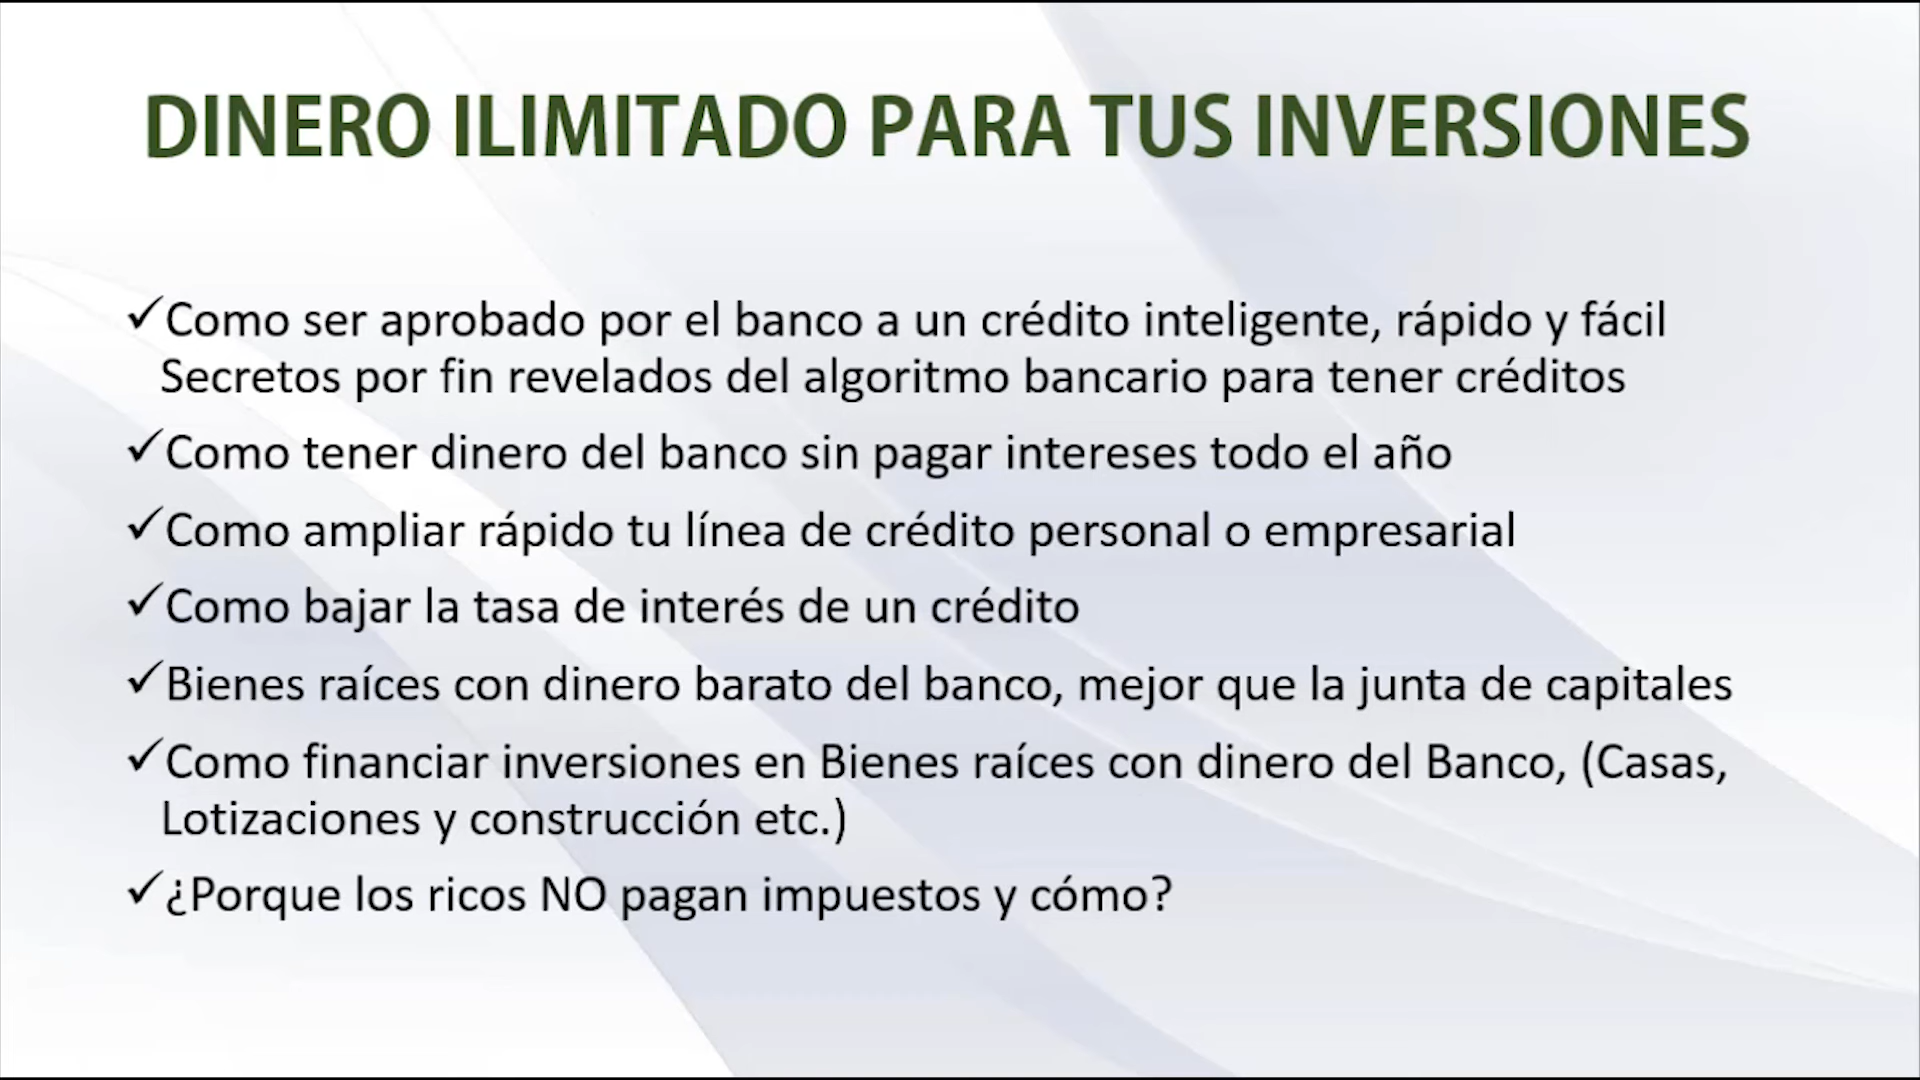 DINERO ILIMITADO PARA TUS INVERSIONES
✓Como ser aprobado por el banco a un crédito inteligente, rápido y fácil
Secretos por fin revelados del algoritmo bancario para tener créditos
✓Como tener dinero del banco sin pagar intereses todo el año
✓Como ampliar rápido tu línea de crédito personal o empresarial
✓Como bajar la tasa de interés de un crédito
✓Bienes raíces con dinero barato del banco, mejor que la junta de capitales
✓Como financiar inversiones en Bienes raíces con dinero del Banco, (Casas,
Lotizaciones y construcción etc.)
✓¿Porque los ricos NO pagan impuestos y cómo?